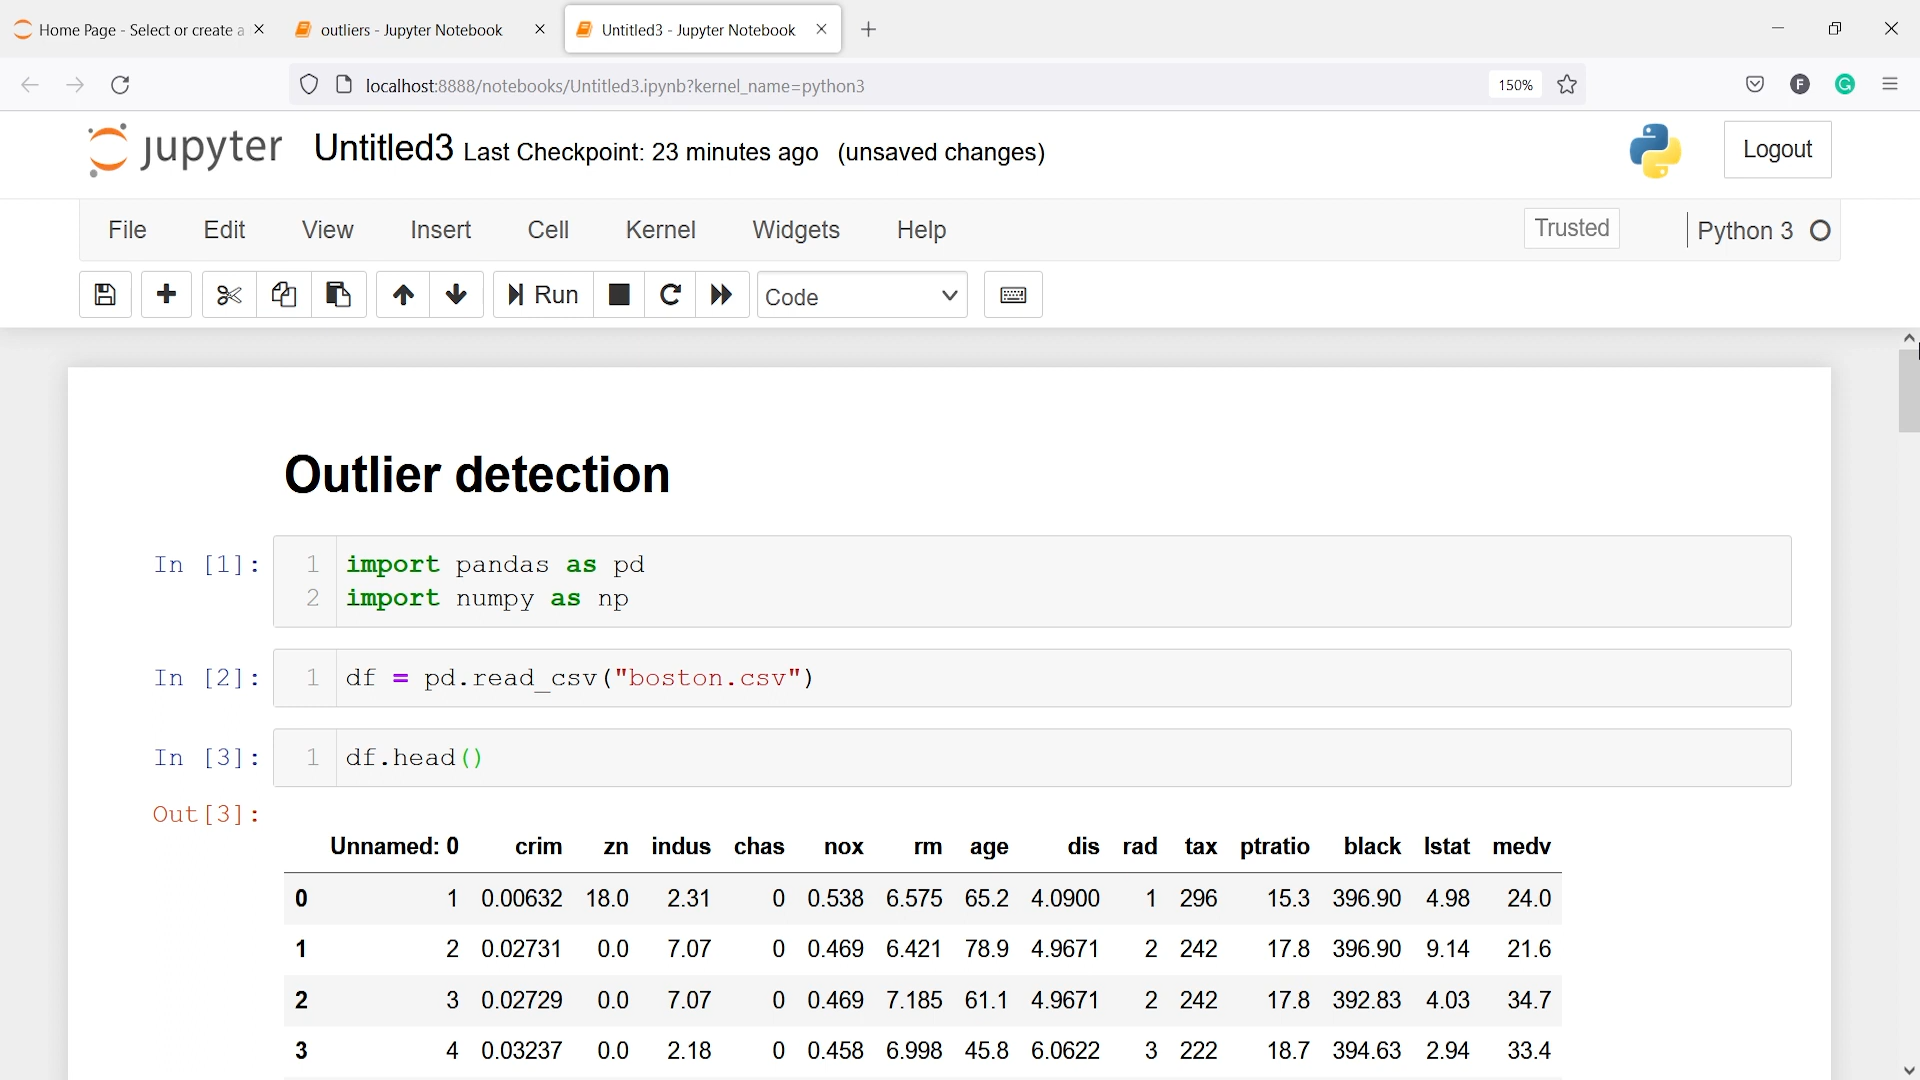 Home Page - Select or create a
outliers - Jupyter Notebook
Untitled3 - Jupyter Notebook
localhost:8888/notebooks/Untitled3.ipynb?kernel_name=python3
150%
F
G
jupyter Untitled3 Last Checkpoint: 23 minutes ago (unsaved changes)
Logout
File Edit View Insert Cell Kernel Widgets Help
Trusted
Python 3
Run
Code
Outlier detection
In [1]:
1 import pandas as pd
2 import numpy as np
In [2]:
1 df = pd.read_csv("boston.csv")
In [3]:
1 df.head()
Out[3]:
Unnamed: 0 crim zn indus chas nox rm age dis rad tax ptratio black lstat medv
0 1 0.00632 18.0 2.31 0 0.538 6.575 65.2 4.0900 1 296 15.3 396.90 4.98 24.0
1 2 0.02731 0.0 7.07 0 0.469 6.421 78.9 4.9671 2 242 17.8 396.90 9.14 21.6
2 3 0.02729 0.0 7.07 0 0.469 7.185 61.1 4.9671 2 242 17.8 392.83 4.03 34.7
3 4 0.03237 0.0 2.18 0 0.458 6.998 45.8 6.0622 3 222 18.7 394.63 2.94 33.4